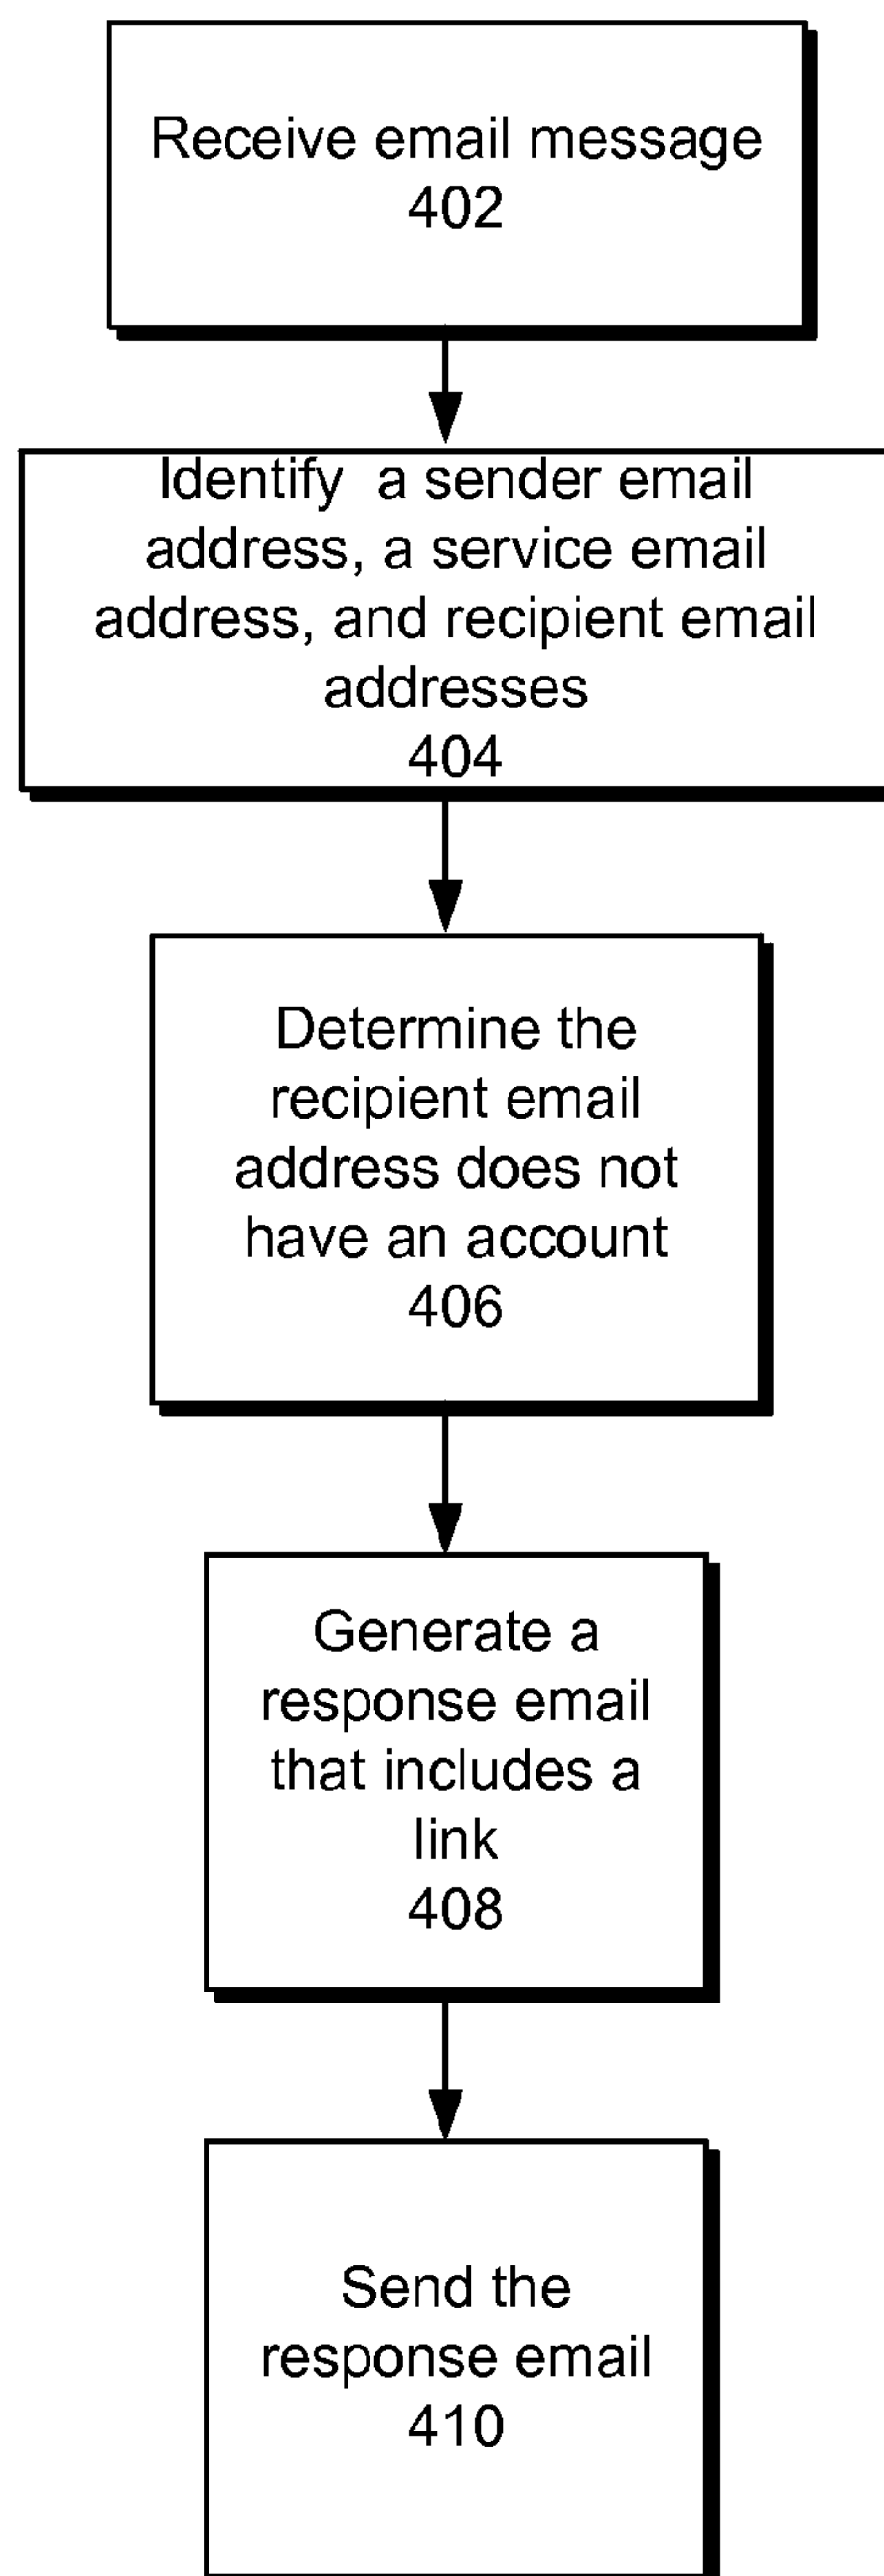 Receive email message
402
Identify a sender email
address, a service email
address, and recipient email
addresses
404
Determine the
recipient email
address does not
have an account
406
Generate a
response email
that includes a
link
408
Send the
response email
410